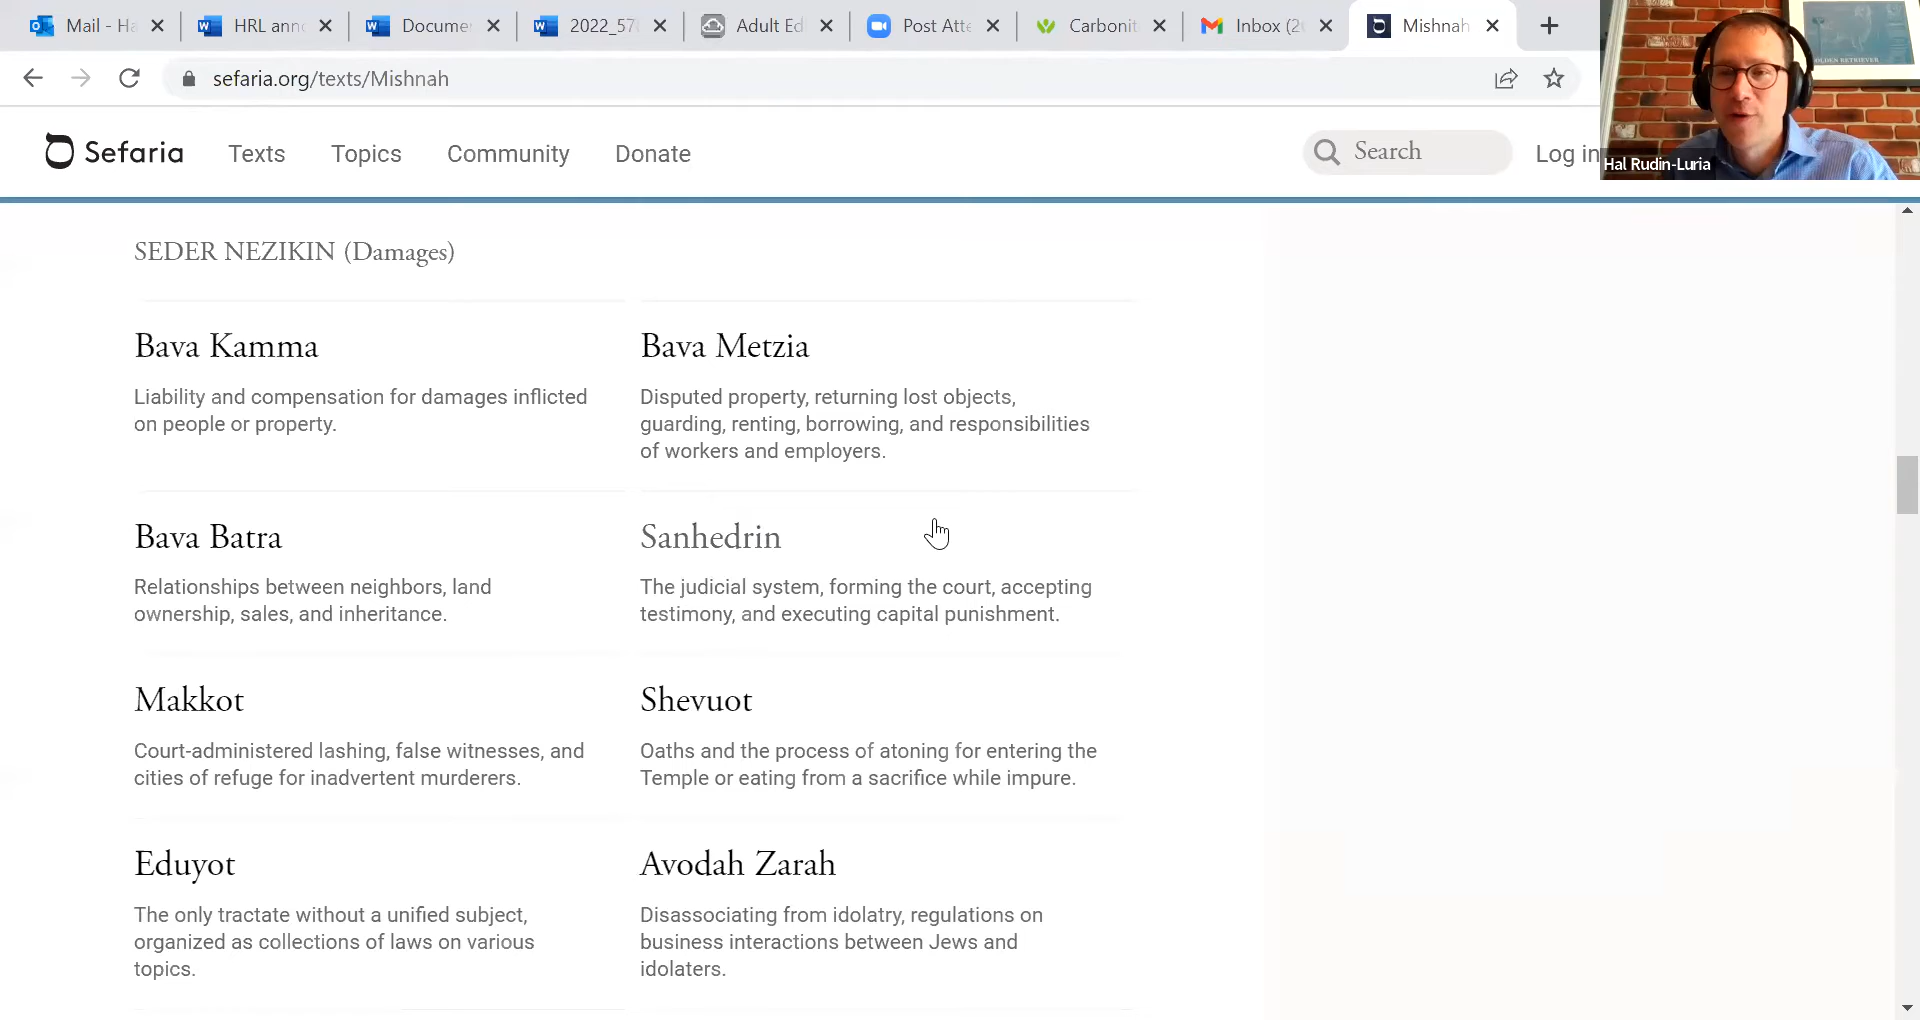 Mail - Ha
HRL anno
Docume
2022_57
Adult Ed
Post Atte
Carbonit
Inbox (2
Mishnah
sefaria.org/texts/Mishnah
OLDEN RETRIEVER
Sefaria
Texts
Topics
Community
Donate
Search
Log in
Hal Rudin-Luria
SEDER NEZIKIN (Damages)
Bava Kamma
Liability and compensation for damages inflicted
on people or property.
Bava Metzia
Disputed property, returning lost objects,
guarding, renting, borrowing, and responsibilities
of workers and employers.
Bava Batra
Relationships between neighbors, land
ownership, sales, and inheritance.
Sanhedrin
The judicial system, forming the court, accepting
testimony, and executing capital punishment.
Makkot
Court-administered lashing, false witnesses, and
cities of refuge for inadvertent murderers.
Shevuot
Oaths and the process of atoning for entering the
Temple or eating from a sacrifice while impure.
Eduyot
The only tractate without a unified subject,
organized as collections of laws on various
topics.
Avodah Zarah
Disassociating from idolatry, regulations on
business interactions between Jews and
idolaters.